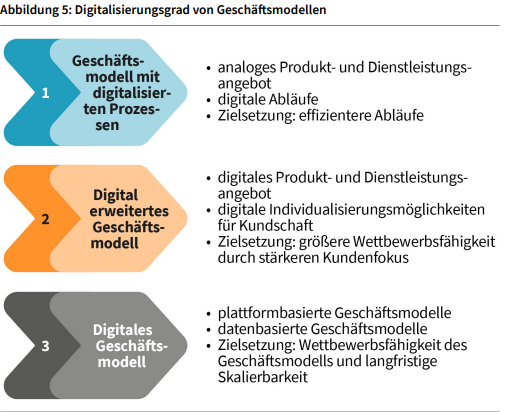 Abbildung 5: Digitalisierungsgrad von Geschäftsmodellen
1
Geschäfts-
modell mit
digitalisier-
ten Prozes-
sen
• analoges Produkt- und Dienstleistungs-
angebot
• digitale Abläufe
• Zielsetzung: effizientere Abläufe
2
Digital
erweitertes
Geschäfts-
modell
• digitales Produkt- und Dienstleistungs-
angebot
• digitale Individualisierungsmöglichkeiten
für Kundschaft
• Zielsetzung: größere Wettbewerbsfähigkeit
durch stärkeren Kundenfokus
3
Digitales
Geschäfts-
modell
• plattformbasierte Geschäftsmodelle
• datenbasierte Geschäftsmodelle
• Zielsetzung: Wettbewerbsfähigkeit des
Geschäftsmodells und langfristige
Skalierbarkeit